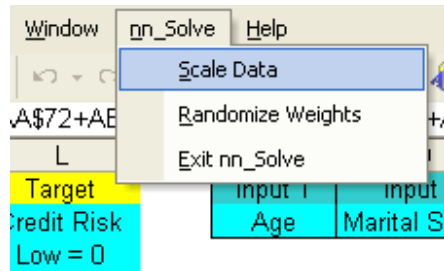 Window nn_Solve Help
Scale Data
A$72+AE
Randomize Weights
L
Exit nn_Solve
Target Input 1 Input
Credit Risk Age Marital S
Low = 0